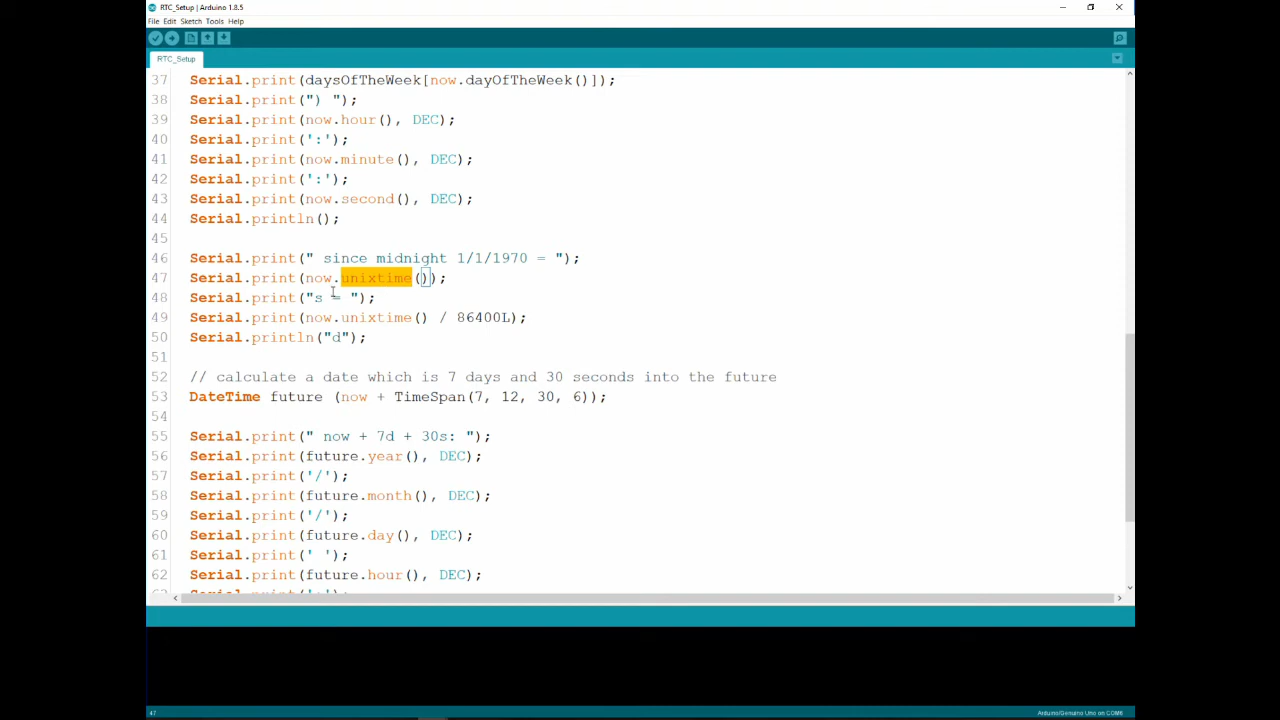 RTC_Setup | Arduino 1.8.5
File Edit Sketch Tools Help
RTC_Setup
37 Serial.print(daysOfTheWeek[now.dayOfTheWeek()]);
38 Serial.print(") ");
39 Serial.print(now.hour(), DEC);
40 Serial.print(':');
41 Serial.print(now.minute(), DEC);
42 Serial.print(':');
43 Serial.print(now.second(), DEC);
44 Serial.println();
45
46 Serial.print(" since midnight 1/1/1970 = ");
47 Serial.print(now.unixtime());
48 Serial.print("s = ");
49 Serial.print(now.unixtime() / 86400L);
50 Serial.println("d");
51
52 // calculate a date which is 7 days and 30 seconds into the future
53 DateTime future (now + TimeSpan(7, 12, 30, 6));
54
55 Serial.print(" now + 7d + 30s: ");
56 Serial.print(future.year(), DEC);
57 Serial.print('/');
58 Serial.print(future.month(), DEC);
59 Serial.print('/');
60 Serial.print(future.day(), DEC);
61 Serial.print(' ');
62 Serial.print(future.hour(), DEC);
47